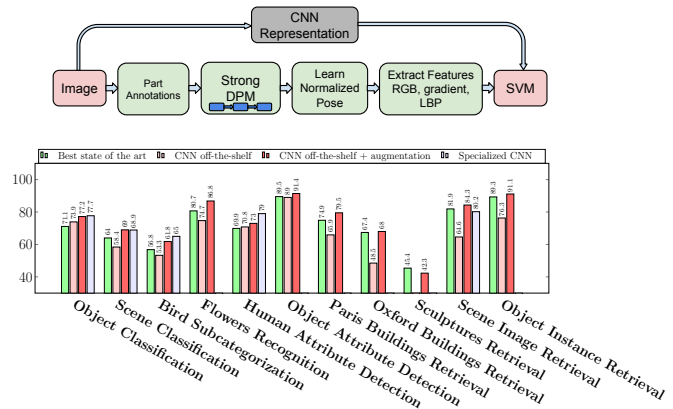 CNN
Representation
Image
Part
Annotations
Strong
DPM
Learn
Normalized
Pose
Extract Features
RGB, gradient,
LBP
SVM
Best state of the art
CNN off-the-shelf
CNN off-the-shelf + augmentation
Specialized CNN
100
80
60
40
71.1
73.9
77.2
77.7
64
58.4
69
68.9
56.8
53.3
61.8
65
80.7
74.7
86.8
69.9
70.8
73
79
89.5
89
91.4
74.9
65.9
79.5
67.4
48.5
68
45.4
42.3
81.9
64.6
84.3
80.2
89.3
76.3
91.1
Object Classification
Scene Classification
Bird Subcategorization
Flowers Recognition
Human Attribute Detection
Object Attribute Detection
Paris Buildings Retrieval
Oxford Buildings Retrieval
Sculptures Retrieval
Scene Image Retrieval
Object Instance Retrieval